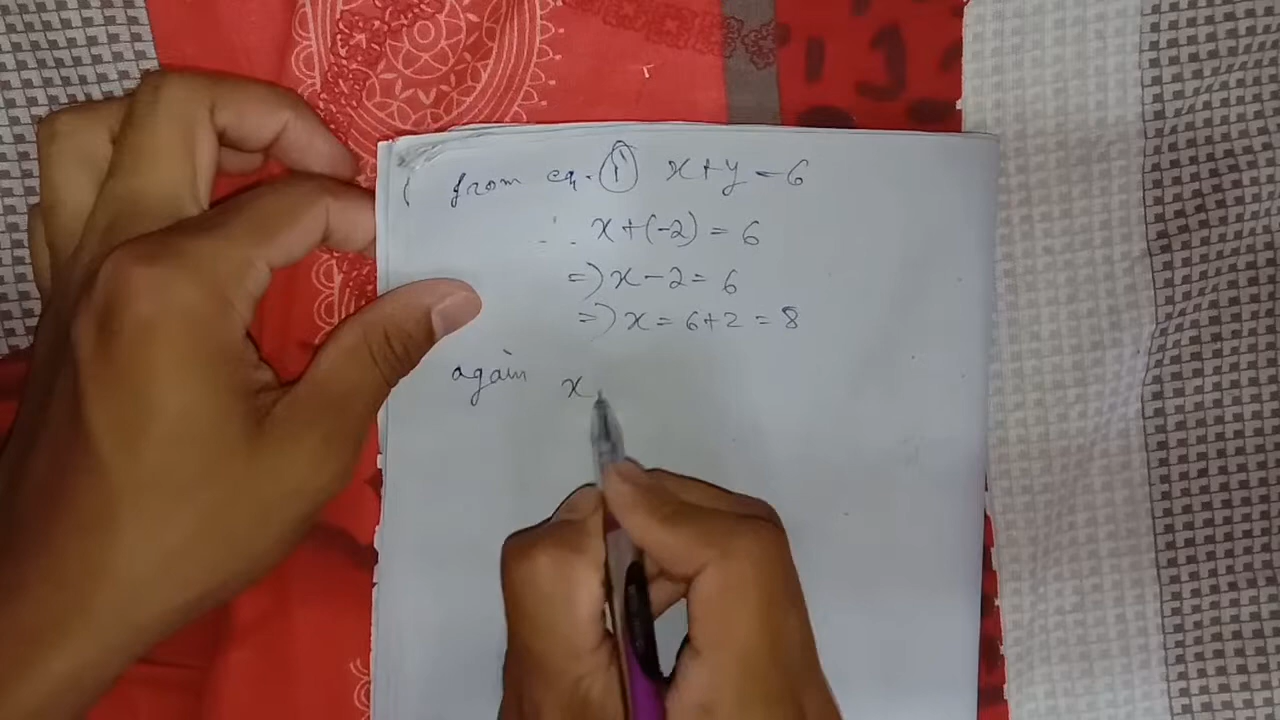 from eq. ① x+y=6
∴ x+(-2)=6
=> x-2=6
=> x=6+2=8
again x